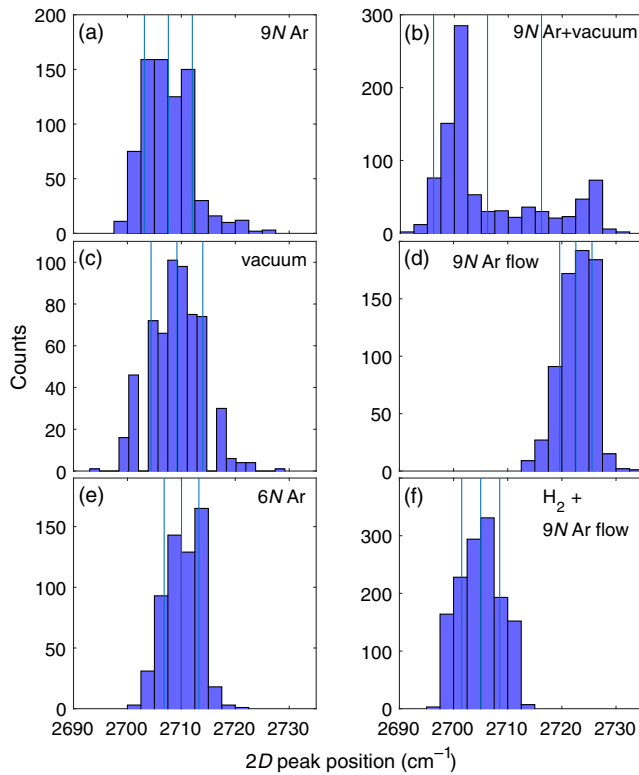 (a) 9N Ar
200
150
100
50
0
(b) 9N Ar+vacuum
300
200
100
0
(c) vacuum
100
80
60
40
20
0
(d) 9N Ar flow
150
100
50
0
(e) 6N Ar
150
100
50
0
(f) H2 +
9N Ar flow
300
200
100
0
Counts
2690 2700 2710 2720 2730
2690 2700 2710 2720 2730
2D peak position (cm⁻¹)